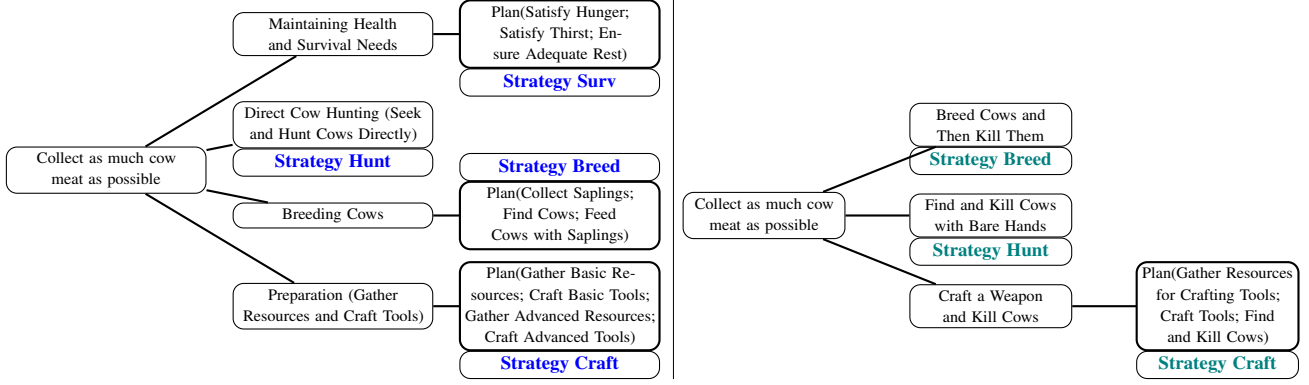 Maintaining Health
and Survival Needs
Plan(Satisfy Hunger;
Satisfy Thirst; En-
sure Adequate Rest)
Strategy Surv
Direct Cow Hunting (Seek
and Hunt Cows Directly)
Strategy Hunt
Collect as much cow
meat as possible
Strategy Breed
Breeding Cows
Plan(Collect Saplings;
Find Cows; Feed
Cows with Saplings)
Preparation (Gather
Resources and Craft Tools)
Plan(Gather Basic Re-
sources; Craft Basic Tools;
Gather Advanced Resources;
Craft Advanced Tools)
Strategy Craft
Breed Cows and
Then Kill Them
Strategy Breed
Collect as much cow
meat as possible
Find and Kill Cows
with Bare Hands
Strategy Hunt
Craft a Weapon
and Kill Cows
Plan(Gather Resources
for Crafting Tools;
Craft Tools; Find
and Kill Cows)
Strategy Craft